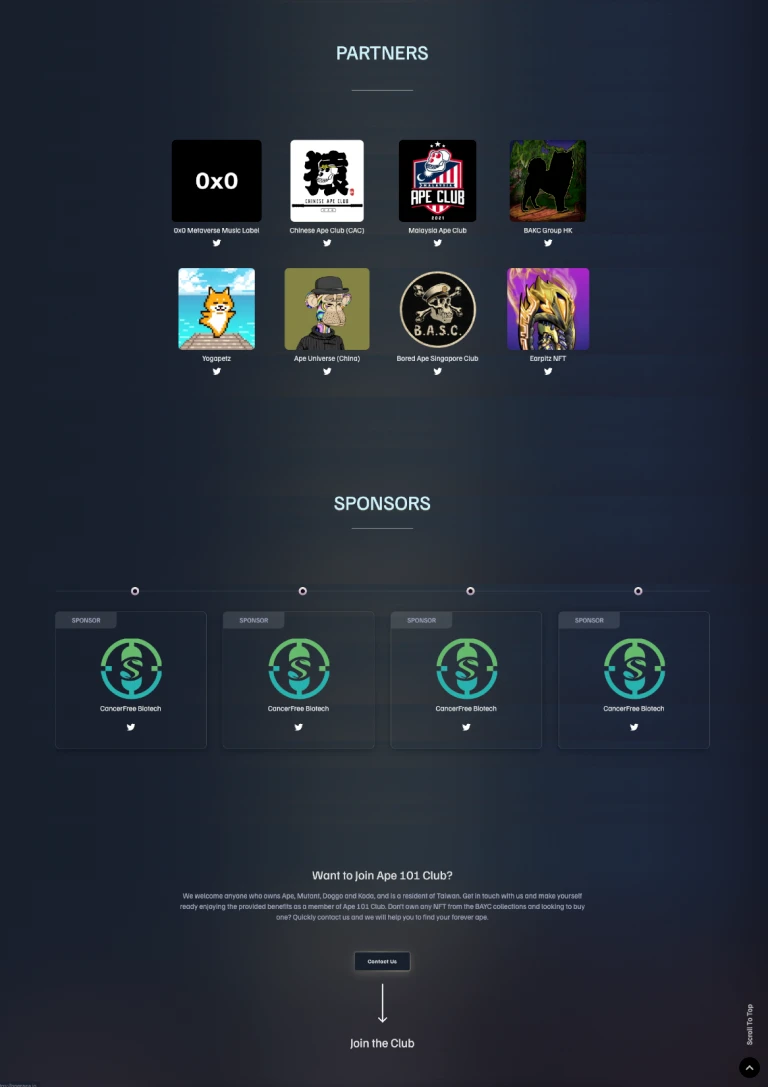 PARTNERS
0x0
CHINESE APE CLUB
MALAYSIA
APE CLUB
2021
0x0 Metaverse Music Label
Chinese Ape Club (CAC)
Malaysia Ape Club
BAKC Group HK
B.A.S.C.
Yogapetz
Ape Universe (China)
Bored Ape Singapore Club
Earpitz NFT
SPONSORS
SPONSOR
SPONSOR
SPONSOR
SPONSOR
CancerFree Biotech
CancerFree Biotech
CancerFree Biotech
CancerFree Biotech
Want to Join Ape 101 Club?
We welcome anyone who owns Ape, Mutant, Doggo and Koda, and is a resident of Taiwan. Get in touch with us and make yourself
ready enjoying the provided benefits as a member of Ape 101 Club. Don't own any NFT from the BAYC collections and looking to buy
one? Quickly contact us and we will help you to find your forever ape.
Contact Us
Join the Club
Scroll To Top